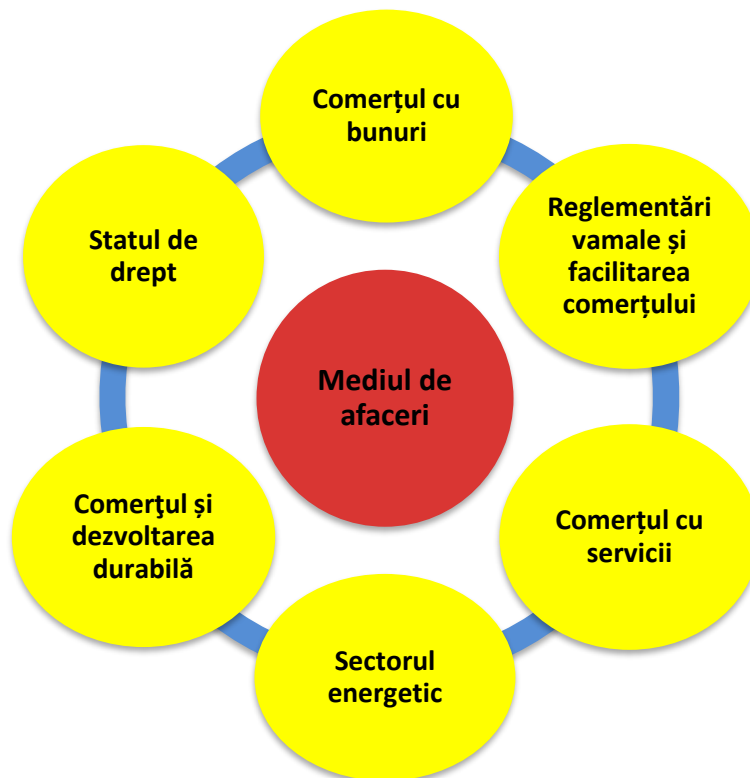 Comerțul cu
bunuri
Reglementări
vamale și
facilitarea
comerțului
Comerțul cu
servicii
Sectorul
energetic
Comerţul și
dezvoltarea
durabilă
Statul de
drept
Mediul de
afaceri